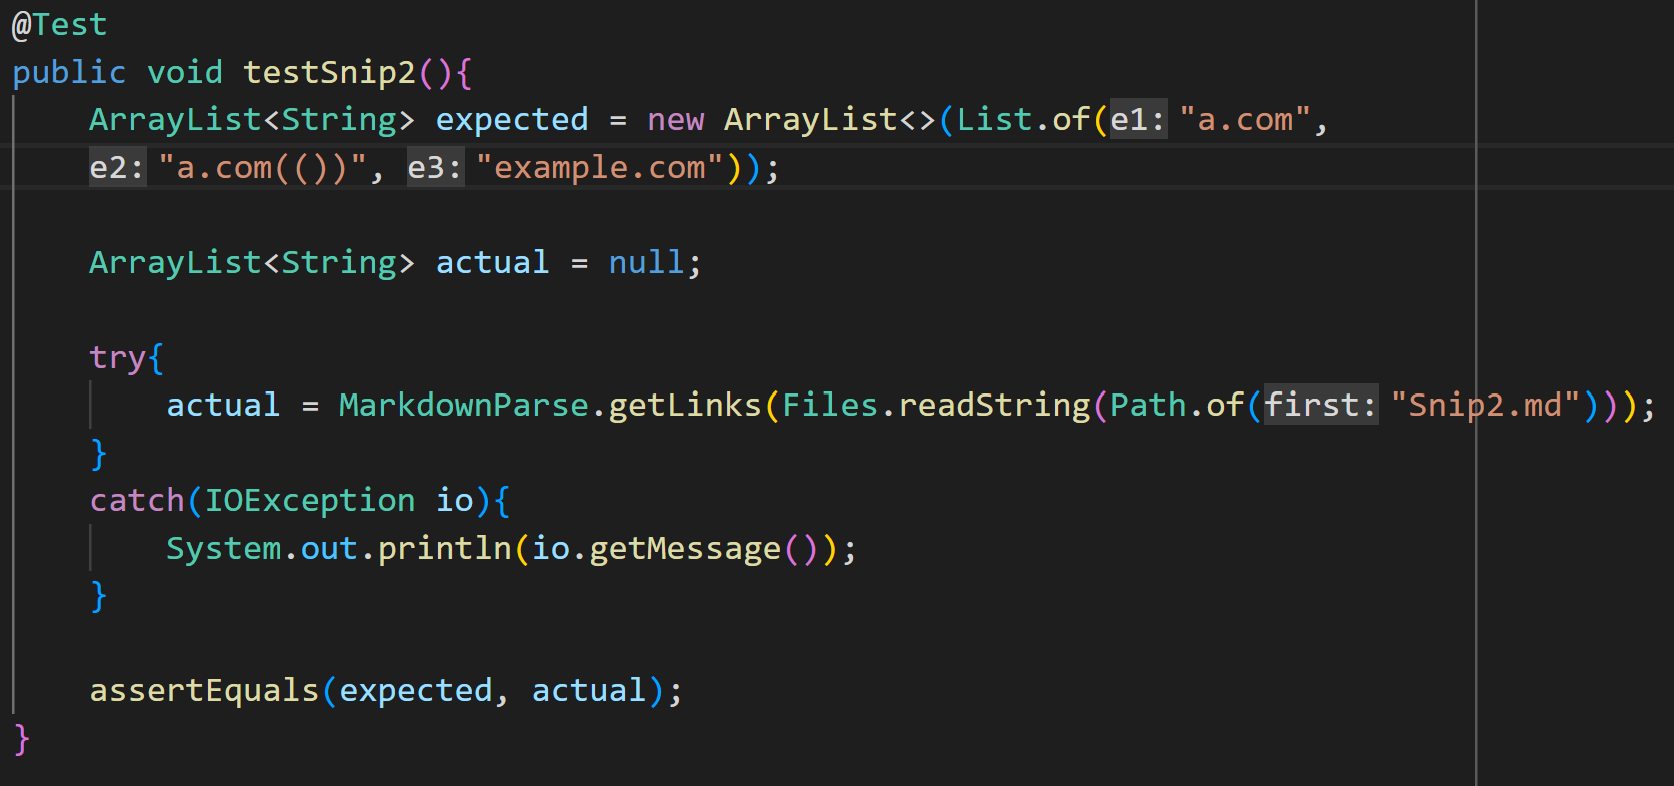 @Test
public void testSnip2(){
    ArrayList<String> expected = new ArrayList<>(List.of(e1: "a.com",
    e2: "a.com(())", e3: "example.com"));
    ArrayList<String> actual = null;
    try{
        actual = MarkdownParse.getLinks(Files.readString(Path.of(first: "Snip2.md")));
    }
    catch(IOException io){
        System.out.println(io.getMessage());
    }
    assertEquals(expected, actual);
}